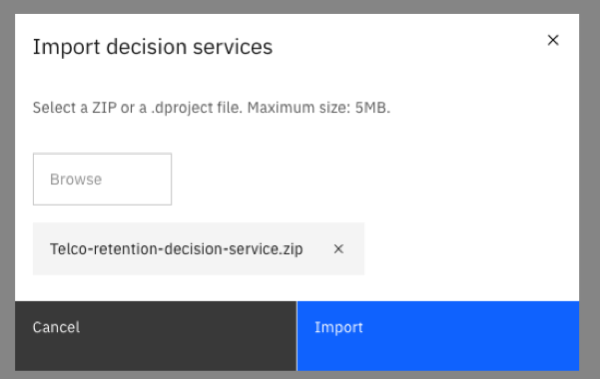 Import decision services
Select a ZIP or a .dproject file. Maximum size: 5MB.
Browse
Telco-retention-decision-service.zip
Cancel
Import